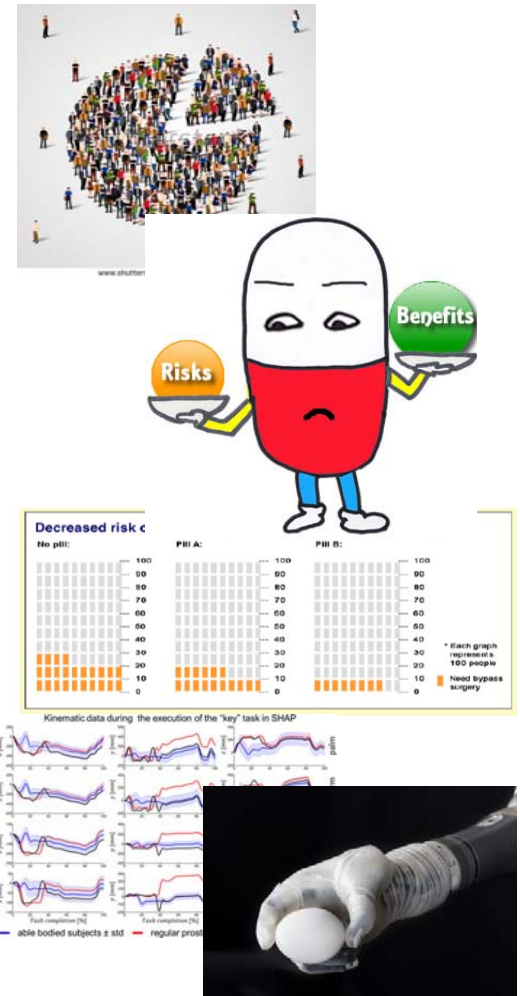 www.shutter
Benefits
Risks
Decreased risk
No pill:
Pill A:
Pill B:
100
90
80
70
60
50
40
30
20
10
0
100
90
80
70
60
50
40
30
20
10
0
100
90
80
70
60
50
40
30
20
10
0
* Each graph
represents
100 people
Need bypass
surgery
Kinematic data during the execution of the "key" task in SHAP
palm
Task completion [%]
Task completion [%]
able bodied subjects ± std
regular prost